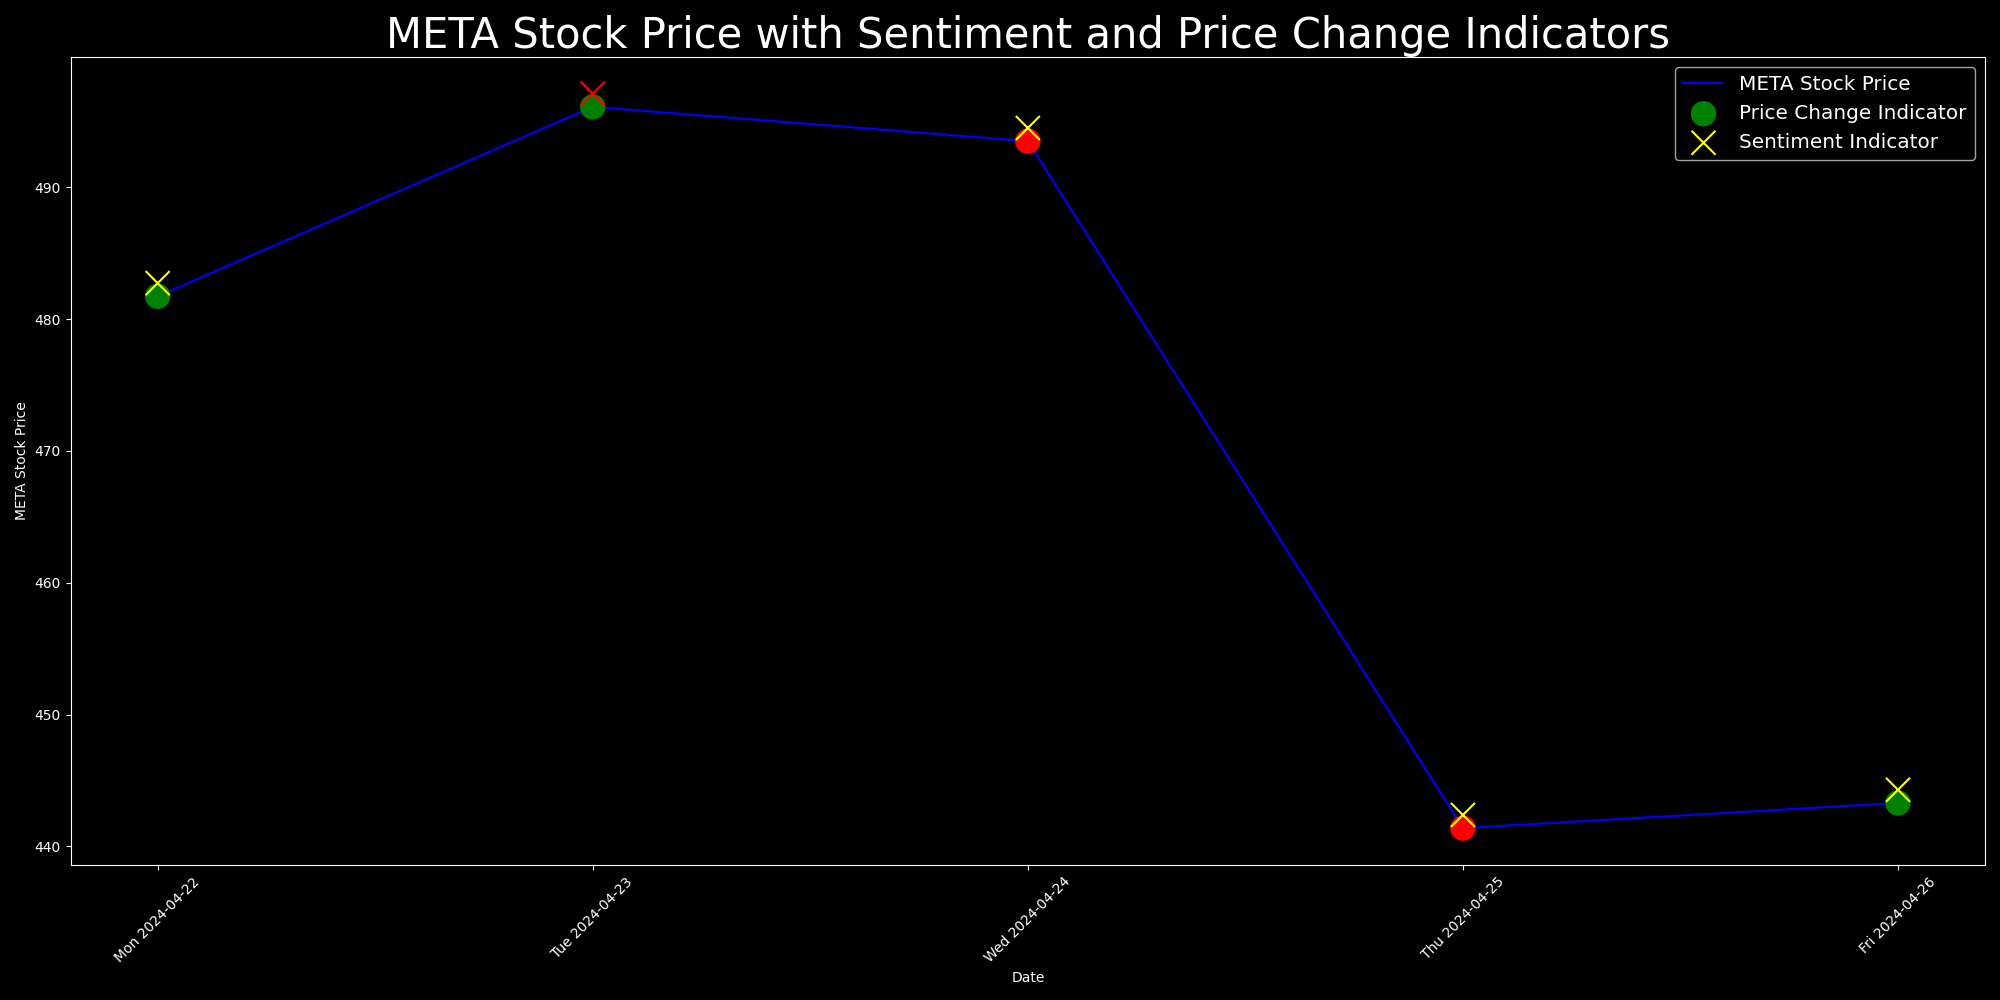 META Stock Price with Sentiment and Price Change Indicators
META Stock Price
Price Change Indicator
Sentiment Indicator
META Stock Price
490
480
470
460
450
440
Mon 2024-04-22
Tue 2024-04-23
Wed 2024-04-24
Thu 2024-04-25
Fri 2024-04-26
Date